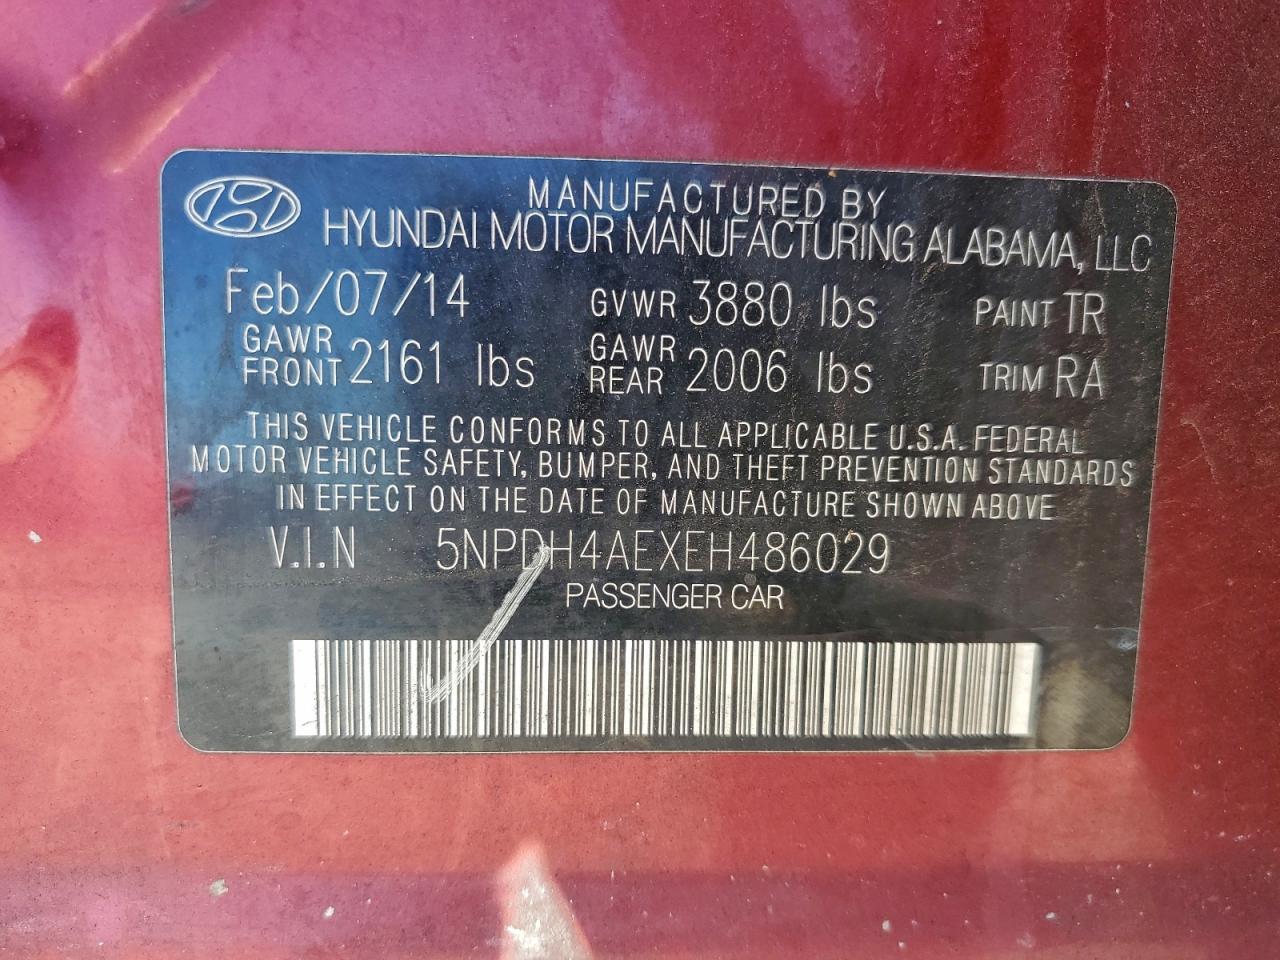 MANUFACTURED BY
HYUNDAI MOTOR MANUFACTURING ALABAMA, LLC
Feb/07/14 GVWR 3880 lbs PAINT TR
GAWR FRONT 2161 lbs GAWR REAR 2006 lbs TRIM RA
THIS VEHICLE CONFORMS TO ALL APPLICABLE U.S.A. FEDERAL
MOTOR VEHICLE SAFETY, BUMPER, AND THEFT PREVENTION STANDARDS
IN EFFECT ON THE DATE OF MANUFACTURE SHOWN ABOVE
V.I.N 5NPDH4AEXEH486029
PASSENGER CAR